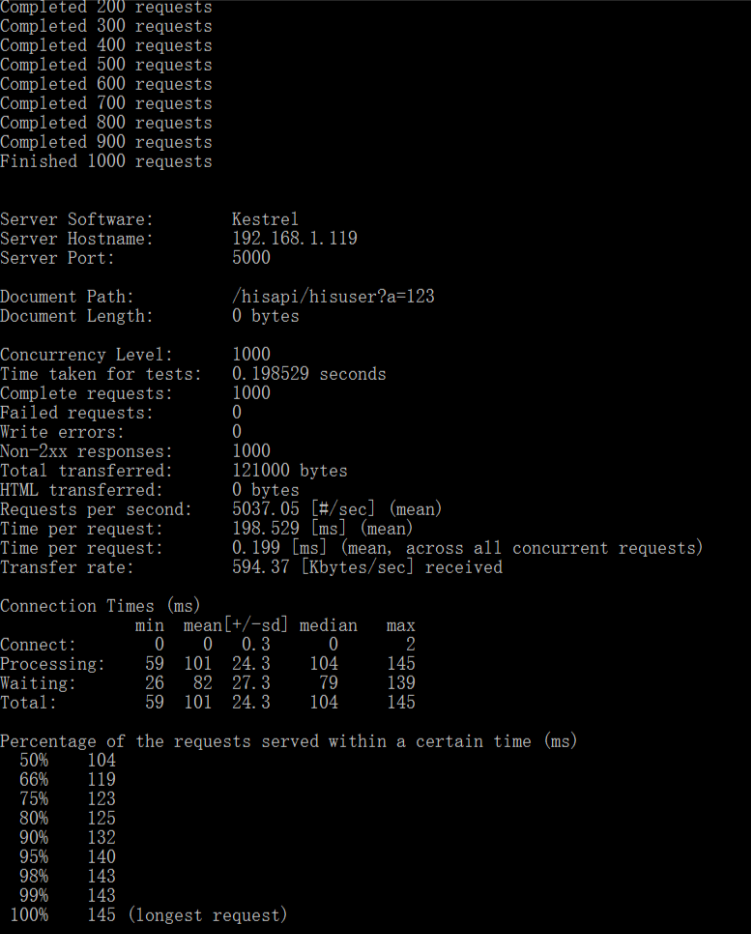 Completed 200 requests
Completed 300 requests
Completed 400 requests
Completed 500 requests
Completed 600 requests
Completed 700 requests
Completed 800 requests
Completed 900 requests
Finished 1000 requests
Server Software: Kestrel
Server Hostname: 192.168.1.119
Server Port: 5000
Document Path: /hisapi/hisuser?a=123
Document Length: 0 bytes
Concurrency Level: 1000
Time taken for tests: 0.198529 seconds
Complete requests: 1000
Failed requests: 0
Write errors: 0
Non-2xx responses: 1000
Total transferred: 121000 bytes
HTML transferred: 0 bytes
Requests per second: 5037.05 [#/sec] (mean)
Time per request: 198.529 [ms] (mean)
Time per request: 0.199 [ms] (mean, across all concurrent requests)
Transfer rate: 594.37 [Kbytes/sec] received
Connection Times (ms)
min mean[+/-sd] median max
Connect: 0 0 0.3 0 2
Processing: 59 101 24.3 104 145
Waiting: 26 82 27.3 79 139
Total: 59 101 24.3 104 145
Percentage of the requests served within a certain time (ms)
50% 104
66% 119
75% 123
80% 125
90% 132
95% 140
98% 143
99% 143
100% 145 (longest request)